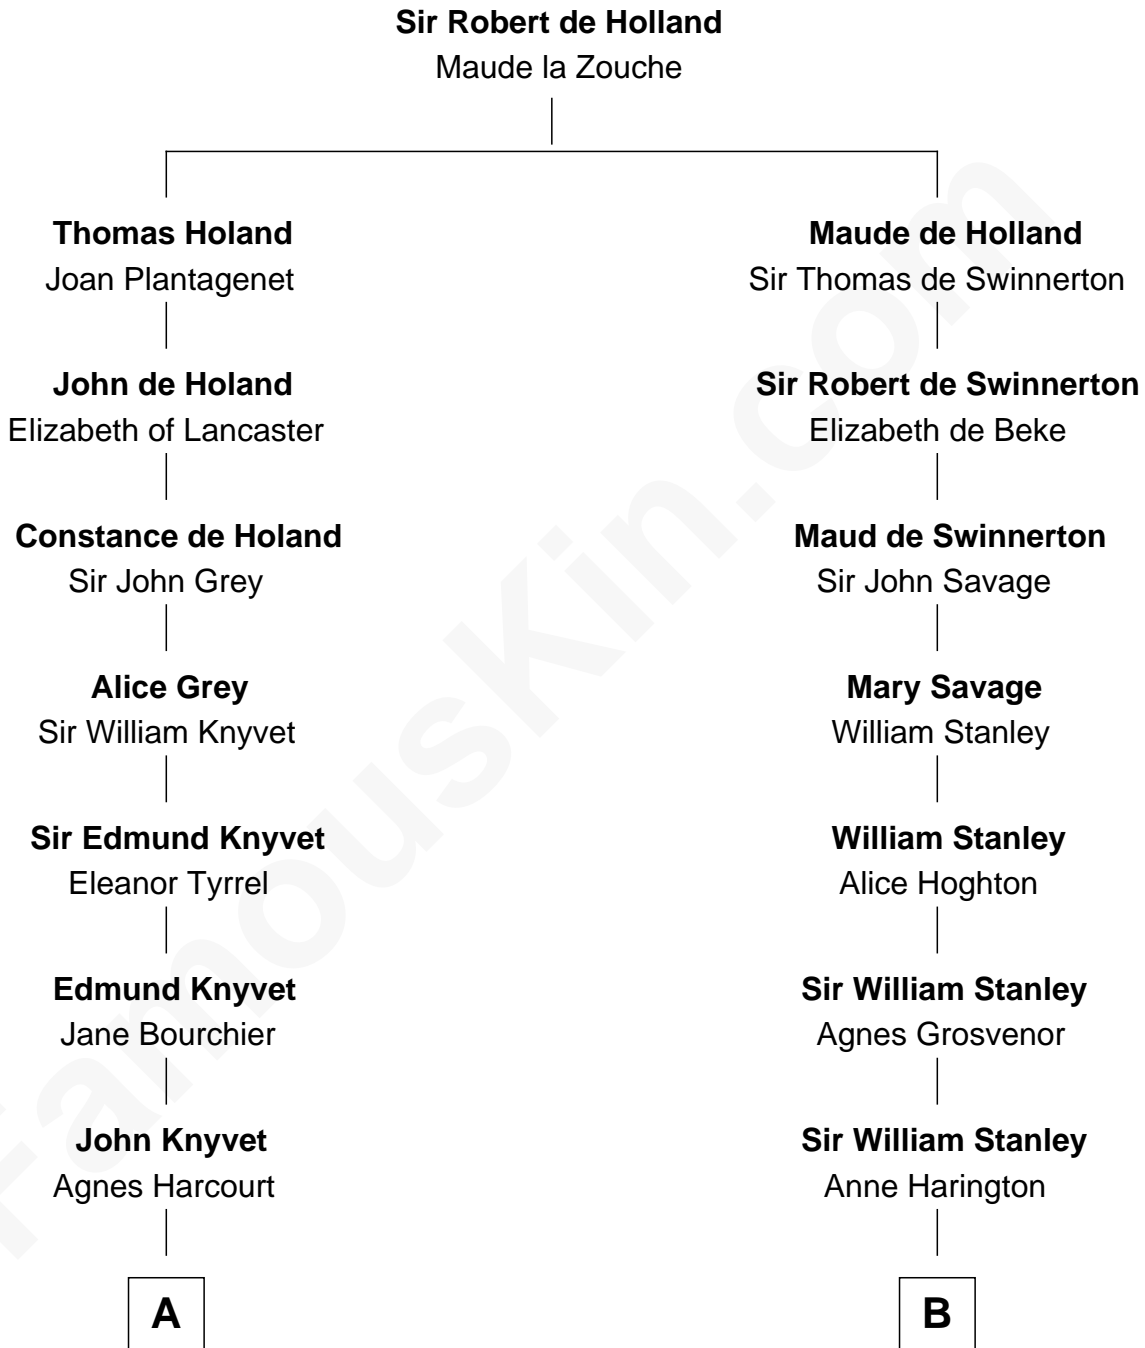 Sir Robert de Holland
Maude la Zouche
Thomas Holand
Joan Plantagenet
John de Holand
Elizabeth of Lancaster
Constance de Holand
Sir John Grey
Alice Grey
Sir William Knyvet
Sir Edmund Knyvet
Eleanor Tyrrel
Edmund Knyvet
Jane Bourchier
John Knyvet
Agnes Harcourt
A
Maude de Holland
Sir Thomas de Swinnerton
Sir Robert de Swinnerton
Elizabeth de Beke
Maud de Swinnerton
Sir John Savage
Mary Savage
William Stanley
William Stanley
Alice Hoghton
Sir William Stanley
Agnes Grosvenor
Sir William Stanley
Anne Harington
B
FamousKin.com